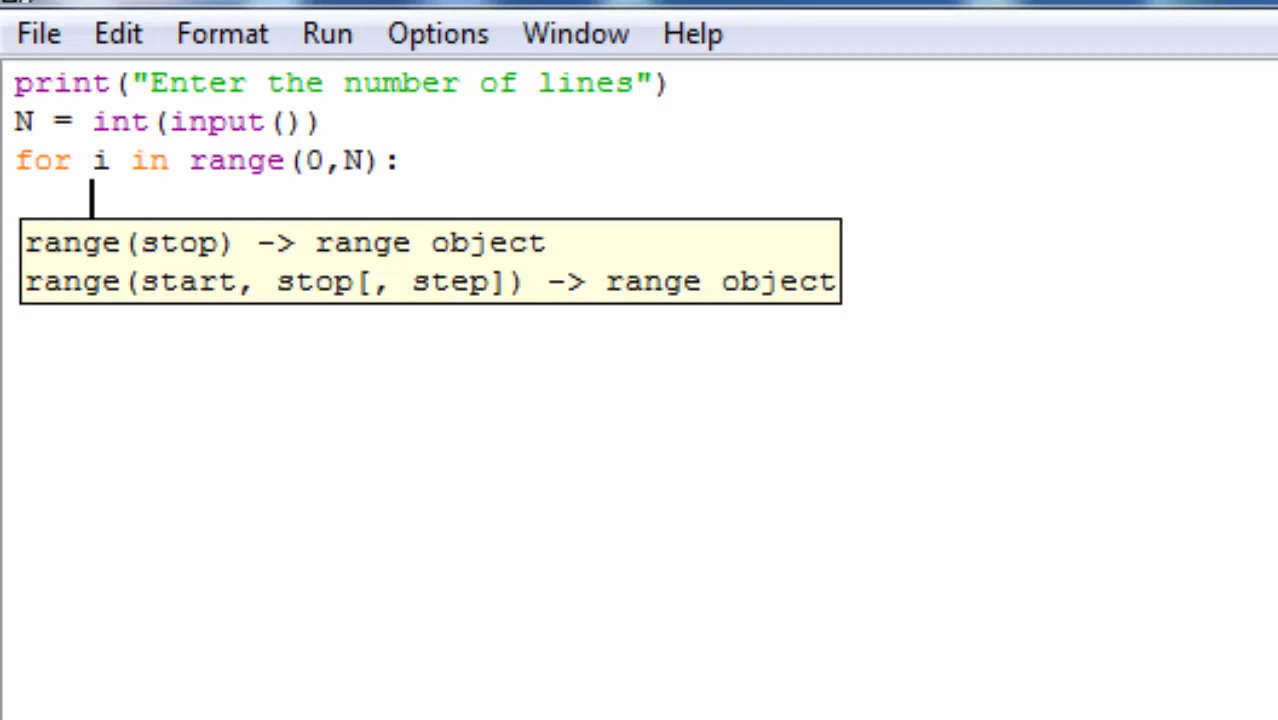 File Edit Format Run Options Window Help
print("Enter the number of lines")
N = int(input())
for i in range(0,N):
range(stop) -> range object
range(start, stop[, step]) -> range object